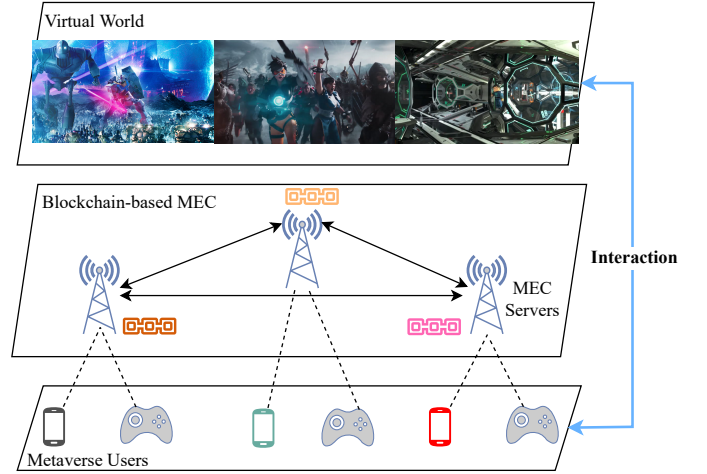 Virtual World
Blockchain-based MEC
Interaction
MEC
Servers
Metaverse Users